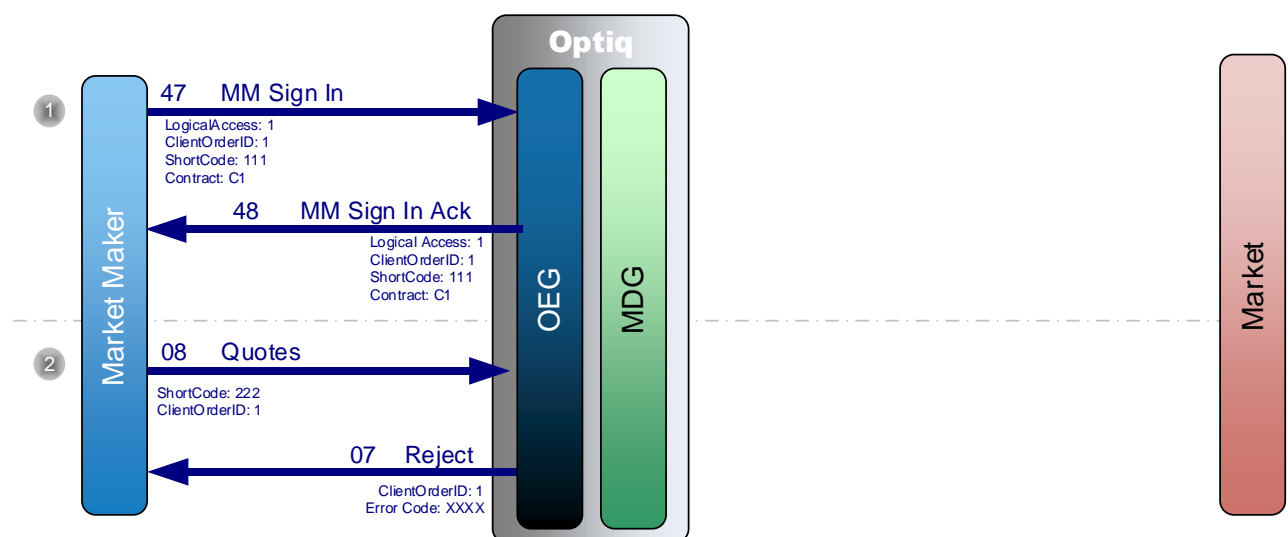 Optiq
1
47 MM Sign In
LogicalAccess: 1
ClientOrderID: 1
ShortCode: 111
Contract: C1
48 MM Sign In Ack
Logical Access: 1
ClientOrderID: 1
ShortCode: 111
Contract: C1
Market Maker
OEG
MDG
Market
2
08 Quotes
ShortCode: 222
ClientOrderID: 1
07 Reject
ClientOrderID: 1
Error Code: XXXX